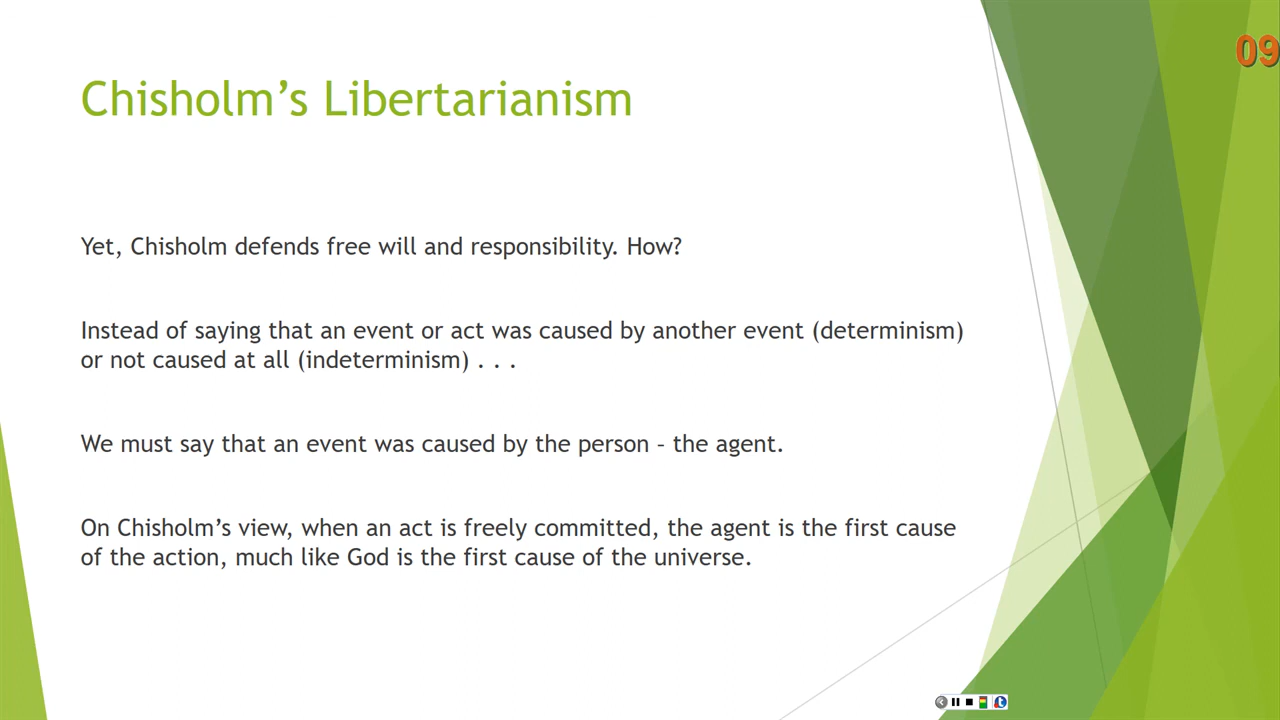 09
Chisholm’s Libertarianism
Yet, Chisholm defends free will and responsibility. How?
Instead of saying that an event or act was caused by another event (determinism)
or not caused at all (indeterminism) . . .
We must say that an event was caused by the person – the agent.
On Chisholm’s view, when an act is freely committed, the agent is the first cause
of the action, much like God is the first cause of the universe.